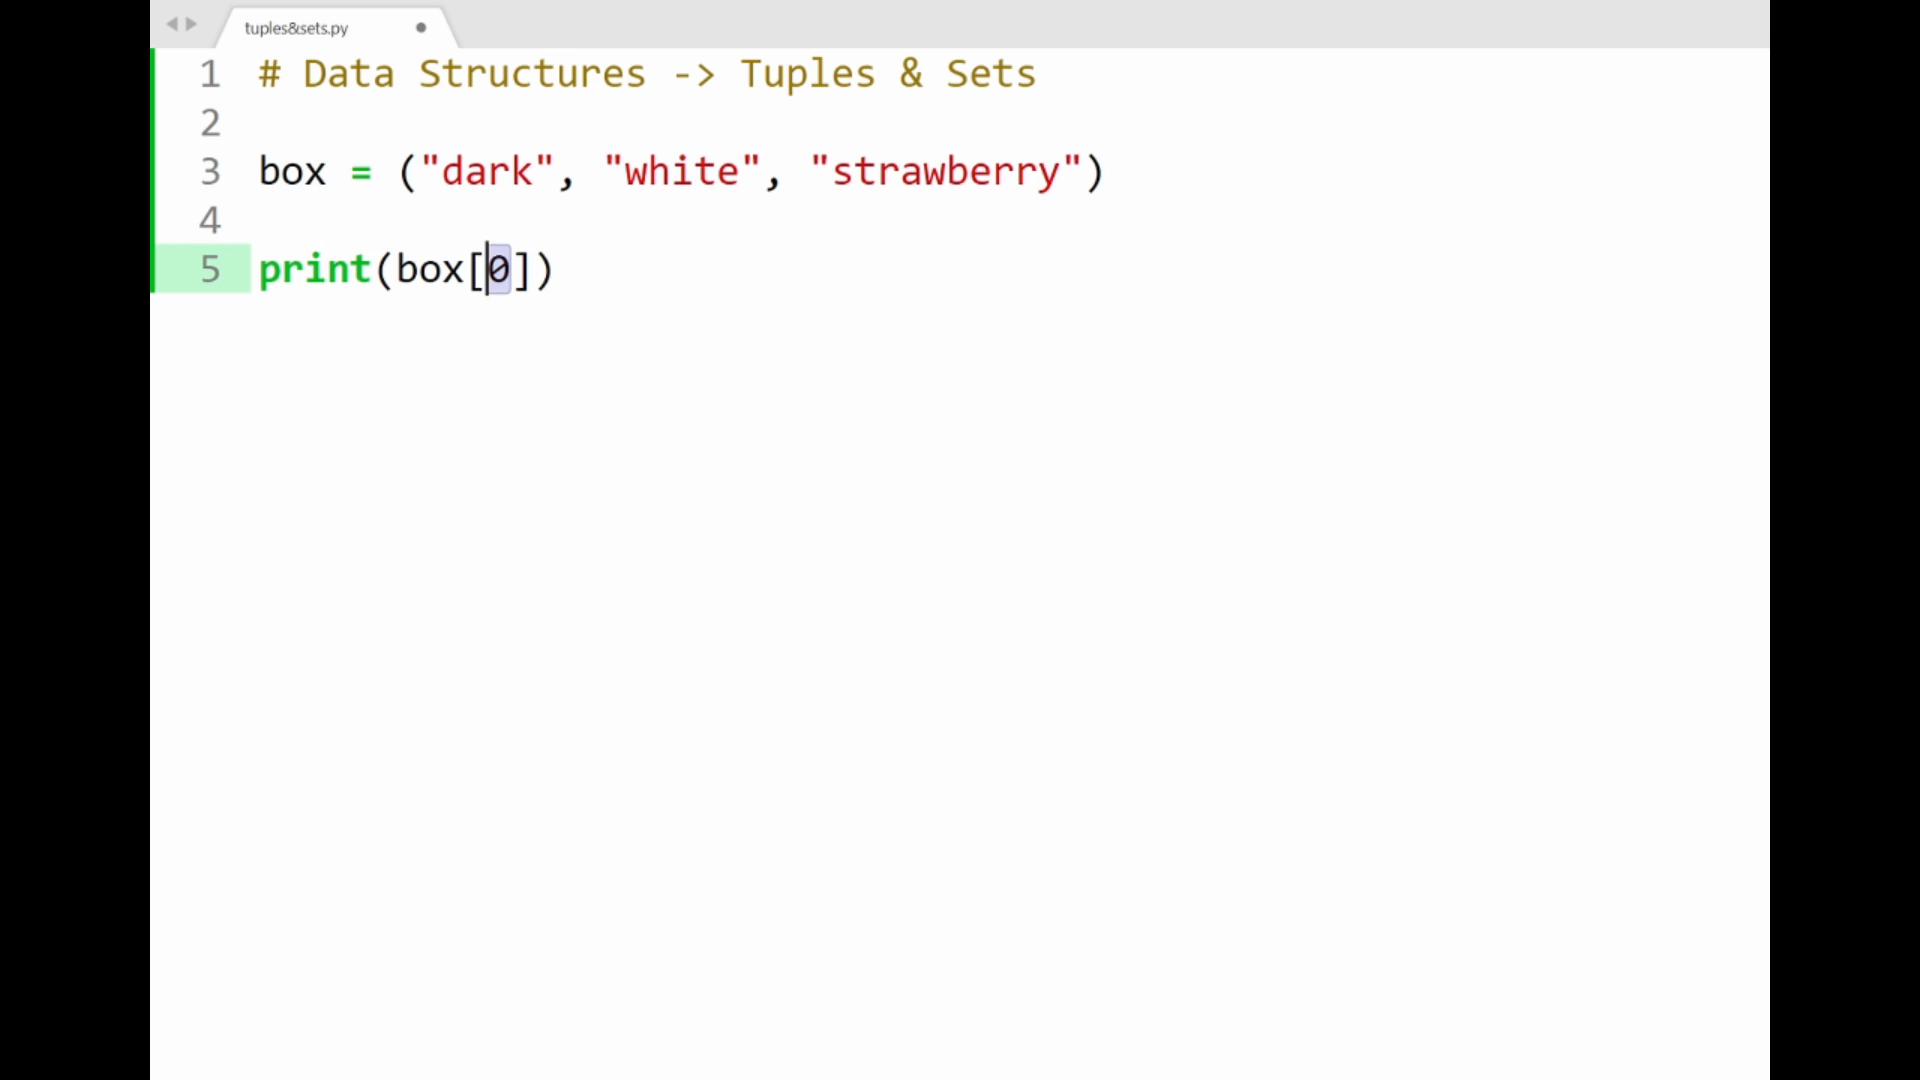 tuples&sets.py
1 # Data Structures -> Tuples & Sets
2
3 box = ("dark", "white", "strawberry")
4
5 print(box[0])